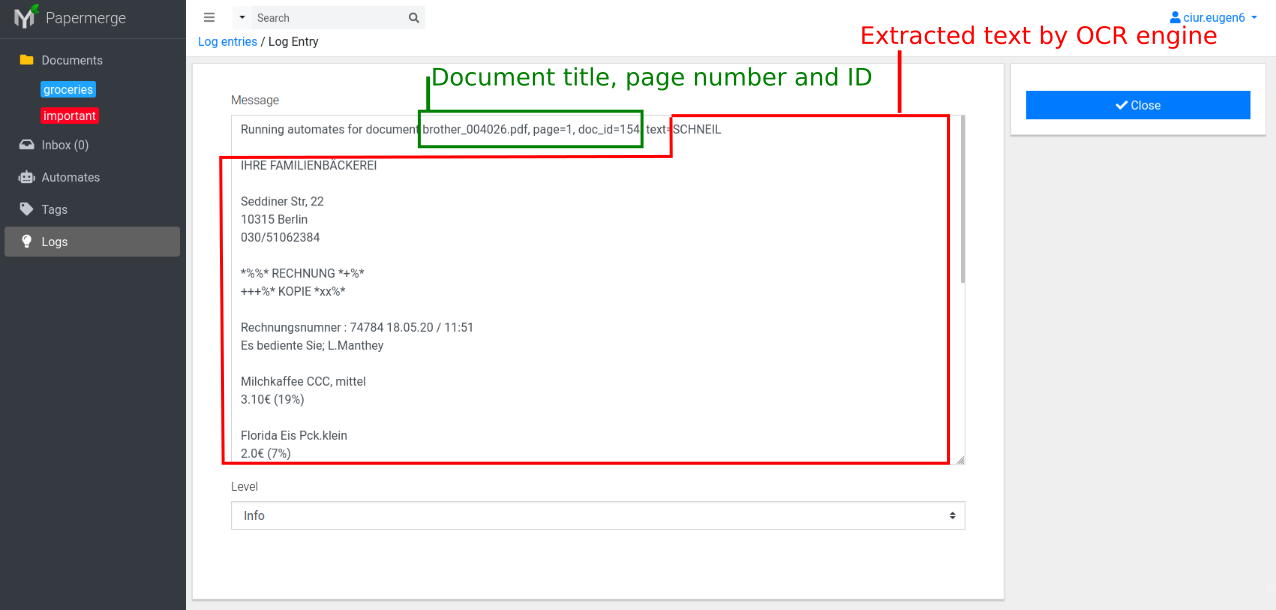 Papermerge
Search
ciur.eugen6
Log entries / Log Entry
Extracted text by OCR engine
Documents
groceries
important
Inbox (0)
Automates
Tags
Logs
Document title, page number and ID
Message
Close
Running automates for document brother_004026.pdf, page=1, doc_id=154, text=SCHNEIL
IHRE FAMILIENBÄCKEREI
Seddiner Str, 22
10315 Berlin
030/51062384
*%%* RECHNUNG *+%*
+++%* KOPIE *xx%*
Rechnungsnumner : 74784 18.05.20 / 11:51
Es bediente Sie; L.Manthey
Milchkaffee CCC, mittel
3.10€ (19%)
Florida Eis Pck.klein
2.0€ (7%)
Level
Info